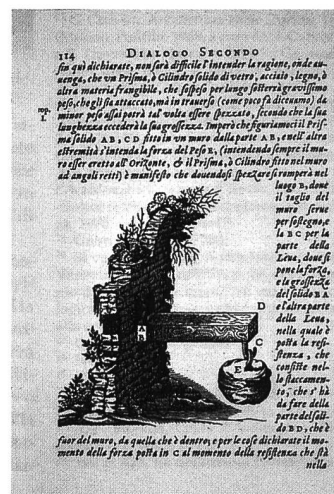 114 DIALOGO SECONDO
fin quì dichiarate, non sarà difficile l'intender la ragione, onde au-
uenga, che vn Prisma, ò Cilindro solido di vetro, acciaio, legno, ò
altra materia frangibile, che sospeso per lungo sosterrà grauissimo
peso, che gli sia attaccato, mà in trauerso (come poco fà diceuamo) da
minor peso assai potrà tal volta essere spezzato, secondo che la sua
lunghezza eccederà la sua grossezza. Imperò che figuriamoci il Pris-
prop.
I.
ma solido AB, CD fitto in vn muro dalla parte AB, e nell'altra
estremità s'intenda la forza del Peso E, (intendendo sempre il mu-
ro esser eretto all'Orizonte, & il Prisma, ò Cilindro fitto nel muro
ad angoli retti) è manifesto che douendosi spezzare si romperà nel
luogo B, doue
il taglio del
muro serue
per sostegno, e
la BC per la
parte della
Lèua, doue si
pone la forza,
e la grossezza
del solido BA
e l'altra parte
della Leua,
nella quale è
posta la resi-
stenza, che
consiste nel-
lo staccamen-
to, che s'hà
da fare della
parte del soli-
do BD, che è
fuor del muro, da quella che è dentro; e per le cose dichiarate il mo-
mento della forza posta in C al momento della resistenza che stà
nella
A
B
D
C
E